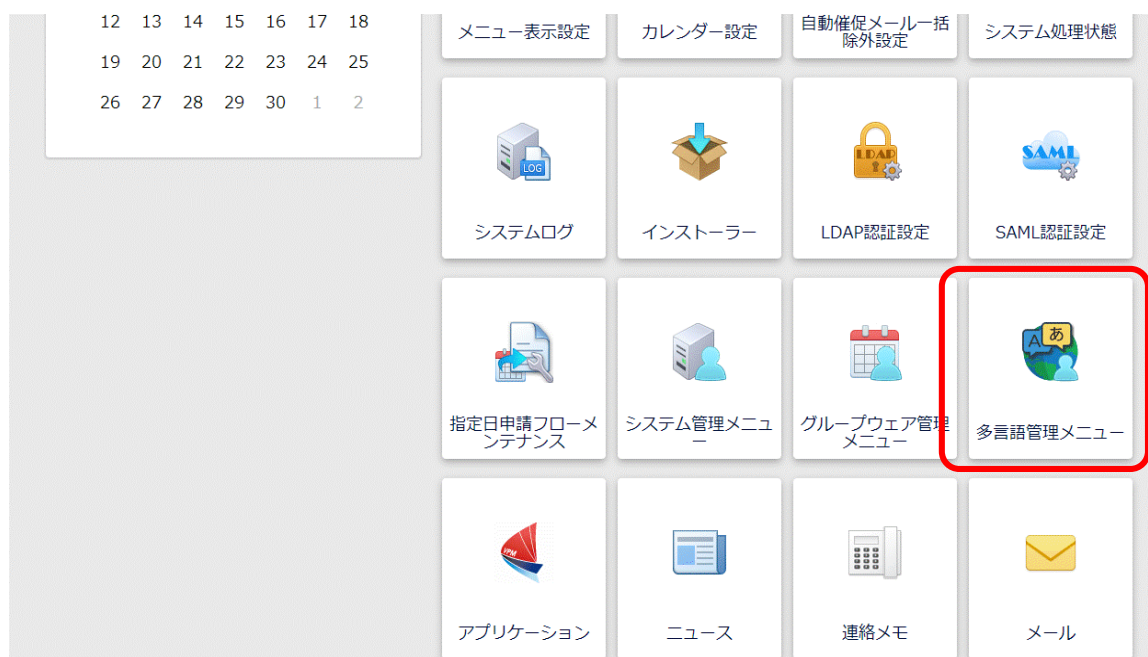 12 13 14 15 16 17 18
19 20 21 22 23 24 25
26 27 28 29 30 1 2
メニュー表示設定
カレンダー設定
自動催促メール一括
除外設定
システム処理状態
LOG
システムログ
インストーラー
LDAP
LDAP認証設定
SAML
SAML認証設定
指定日申請フローメ
ンテナンス
システム管理メニュ
ー
グループウェア管理
メニュー
A あ
多言語管理メニュー
VPM
アプリケーション
ニュース
連絡メモ
メール